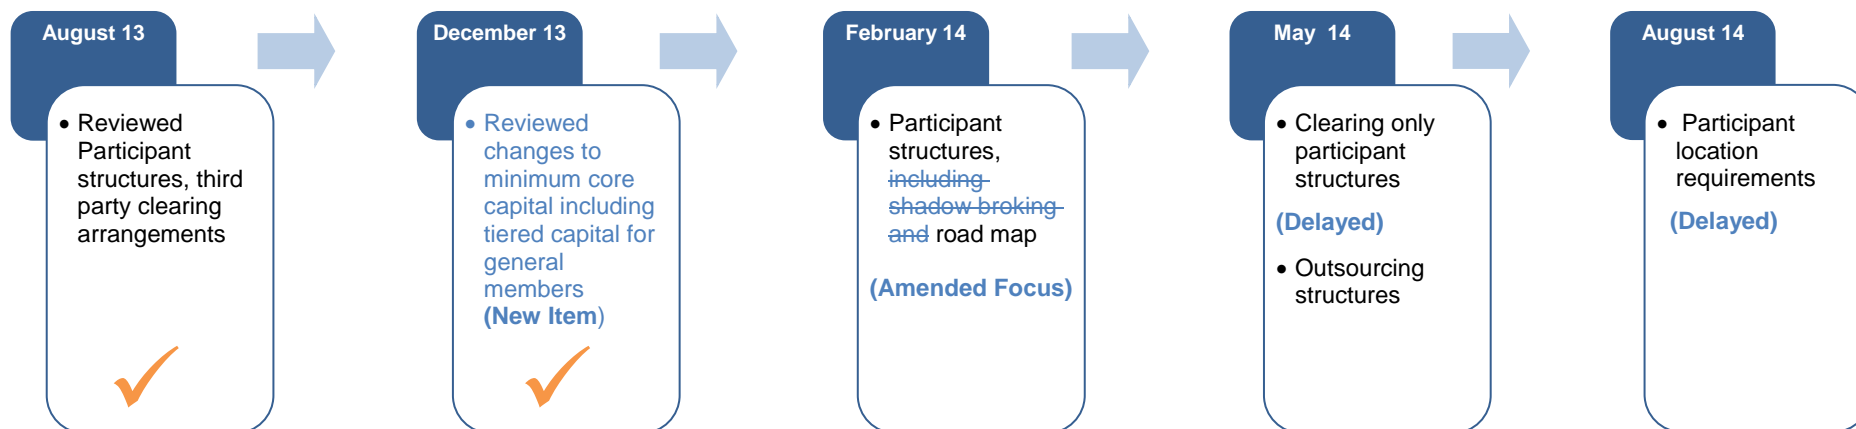 August 13
• Reviewed
Participant
structures, third
party clearing
arrangements
December 13
• Reviewed
changes to
minimum core
capital including
tiered capital for
general
members
(New Item)
February 14
• Participant
structures,
including
shadow broking
and road map
(Amended Focus)
May 14
• Clearing only
participant
structures
(Delayed)
• Outsourcing
structures
August 14
• Participant
location
requirements
(Delayed)